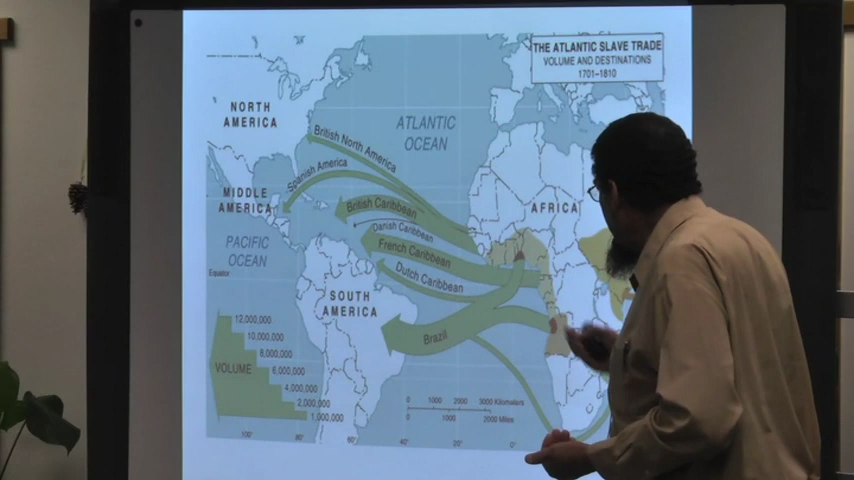 THE ATLANTIC SLAVE TRADE
VOLUME AND DESTINATIONS
1701–1810
NORTH
AMERICA
ATLANTIC
OCEAN
British North America
Spanish America
MIDDLE
AMERICA
British Caribbean
AFRICA
Danish Caribbean
PACIFIC
OCEAN
French Caribbean
Equator
Dutch Caribbean
SOUTH
AMERICA
Brazil
12,000,000
10,000,000
8,000,000
VOLUME
6,000,000
4,000,000
2,000,000
1,000,000
0 1000 2000 3000 Kilometers
0 1000 2000 Miles
100° 80° 60° 40° 20° 0°